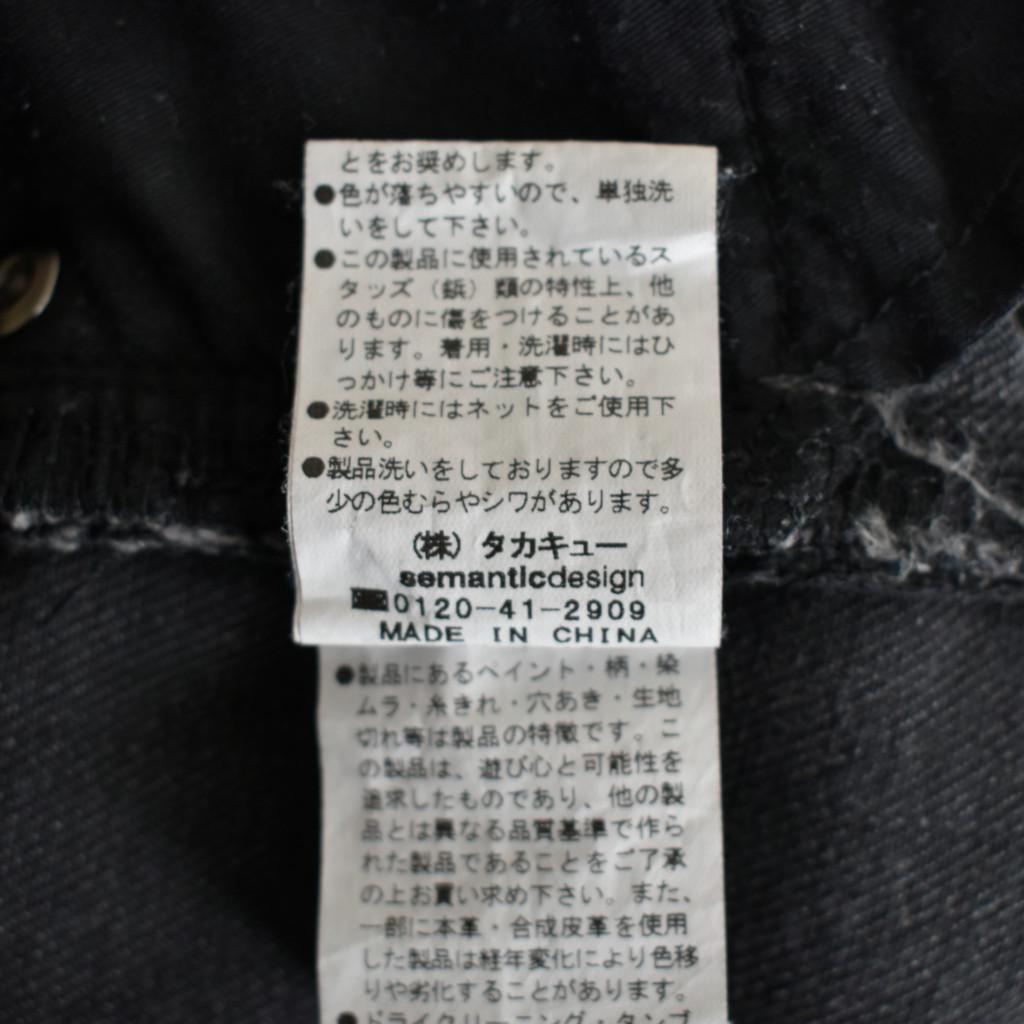 とをお奨めします。
●色が落ちやすいので、単独洗
いをして下さい。
●この製品に使用されているス
タッズ（鋲）類の特性上、他
のものに傷をつけることがあ
ります。着用・洗濯時にはひ
っかけ等にご注意下さい。
●洗濯時にはネットをご使用下
さい。
●製品洗いをしておりますので多
少の色むらやシワがあります。
（株）タカキュー
semanticdesign
0120-41-2909
MADE IN CHINA
●製品にあるペイント・柄・染
ムラ・糸きれ・穴あき・生地
切れ等は製品の特徴です。こ
の製品は、遊び心と可能性を
追求したものであり、他の製
品とは異なる品質基準で作ら
れた製品であることをご了承
の上お買い求め下さい。また、
一部に本革・合成皮革を使用
した製品は経年変化により色移
りや劣化することがあります。
●ドライクリーニング・タンブ